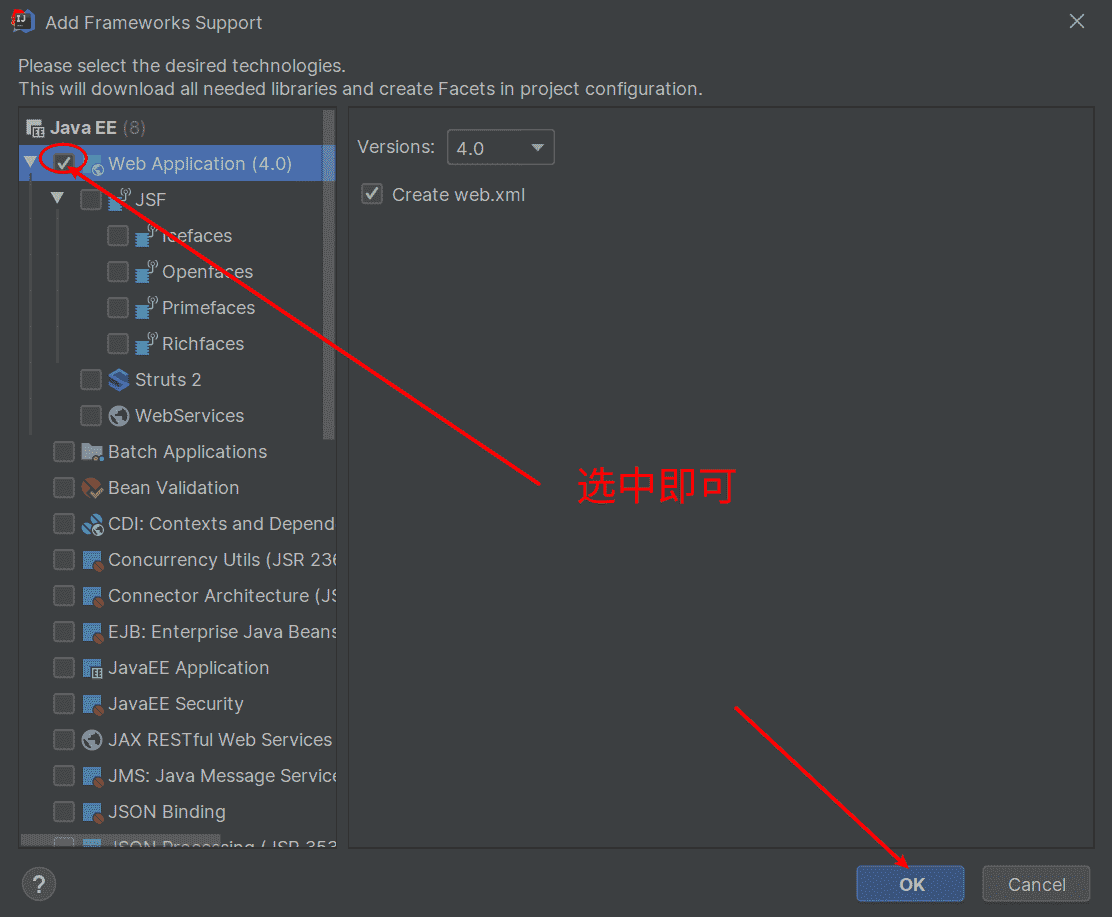 Add Frameworks Support
Please select the desired technologies.
This will download all needed libraries and create Facets in project configuration.
Java EE (8)
Web Application (4.0)
JSF
Icefaces
Openfaces
Primefaces
Richfaces
Struts 2
WebServices
Batch Applications
Bean Validation
CDI: Contexts and Depend
Concurrency Utils (JSR 236
Connector Architecture (JS
EJB: Enterprise Java Beans
JavaEE Application
JavaEE Security
JAX RESTful Web Services
JMS: Java Message Service
JSON Binding
JSON Processing (JSR 353
Versions: 4.0
Create web.xml
选中即可
?
OK
Cancel